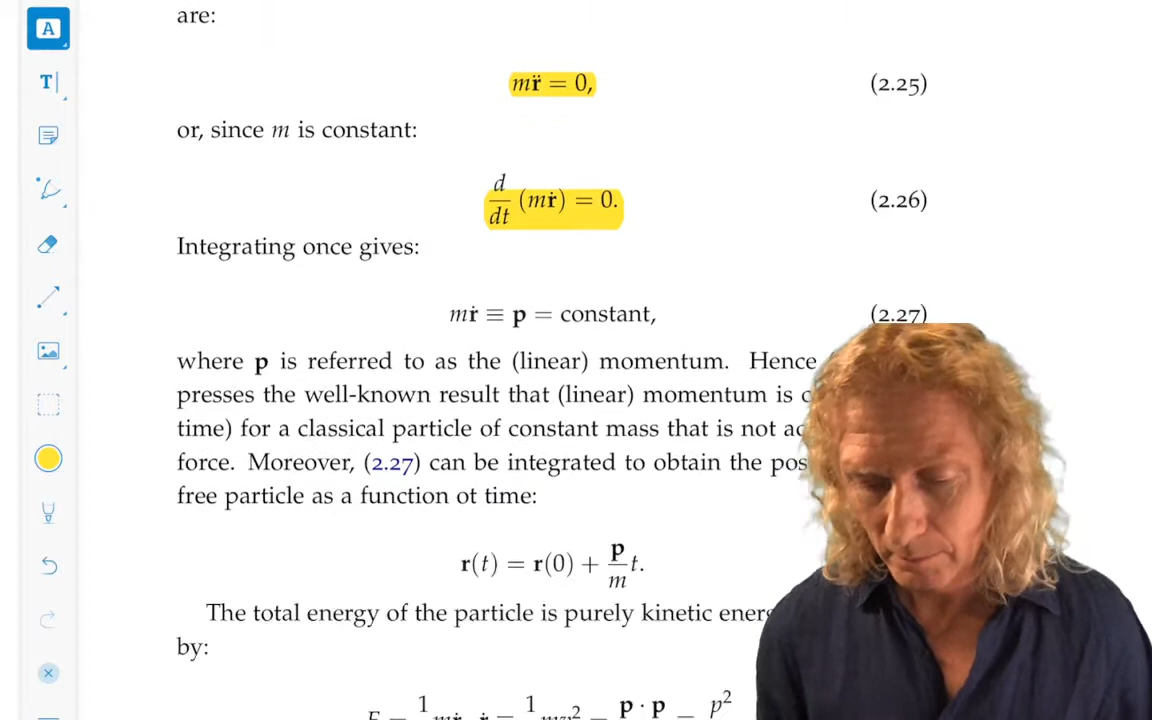 are:
m𝐫̈ = 0, (2.25)
or, since m is constant:
d/dt (m𝐫̇) = 0. (2.26)
Integrating once gives:
m𝐫̇ ≡ 𝐩 = constant, (2.27)
where 𝐩 is referred to as the (linear) momentum. Hence
presses the well-known result that (linear) momentum is
time) for a classical particle of constant mass that is not
force. Moreover, (2.27) can be integrated to obtain the
free particle as a function ot time:
𝐫(t) = 𝐫(0) + 𝐩/m t.
The total energy of the particle is purely kinetic
by:
𝐩 · 𝐩 = p²
A
T|